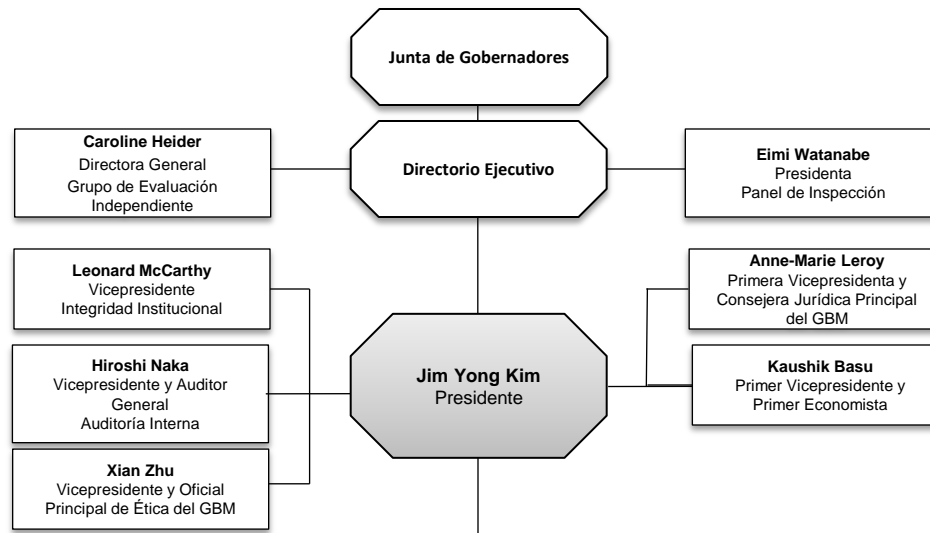 Junta de Gobernadores
Caroline Heider
Directora General
Grupo de Evaluación
Independiente
Directorio Ejecutivo
Eimi Watanabe
Presidenta
Panel de Inspección
Leonard McCarthy
Vicepresidente
Integridad Institucional
Anne-Marie Leroy
Primera Vicepresidenta y
Consejera Jurídica Principal
del GBM
Hiroshi Naka
Vicepresidente y Auditor
General
Auditoría Interna
Jim Yong Kim
Presidente
Kaushik Basu
Primer Vicepresidente y
Primer Economista
Xian Zhu
Vicepresidente y Oficial
Principal de Ética del GBM